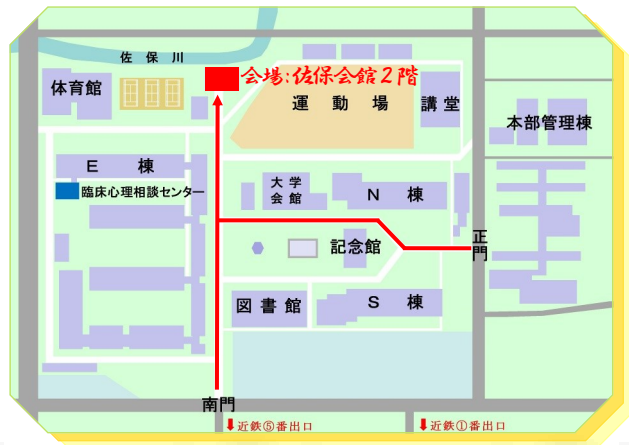 佐保川
会場:佐保会館2階
体育館
運動場
講堂
本部管理棟
E棟
大学
会館
N棟
臨床心理相談センター
正門
記念館
図書館
S棟
南門
近鉄⑤番出口
近鉄①番出口